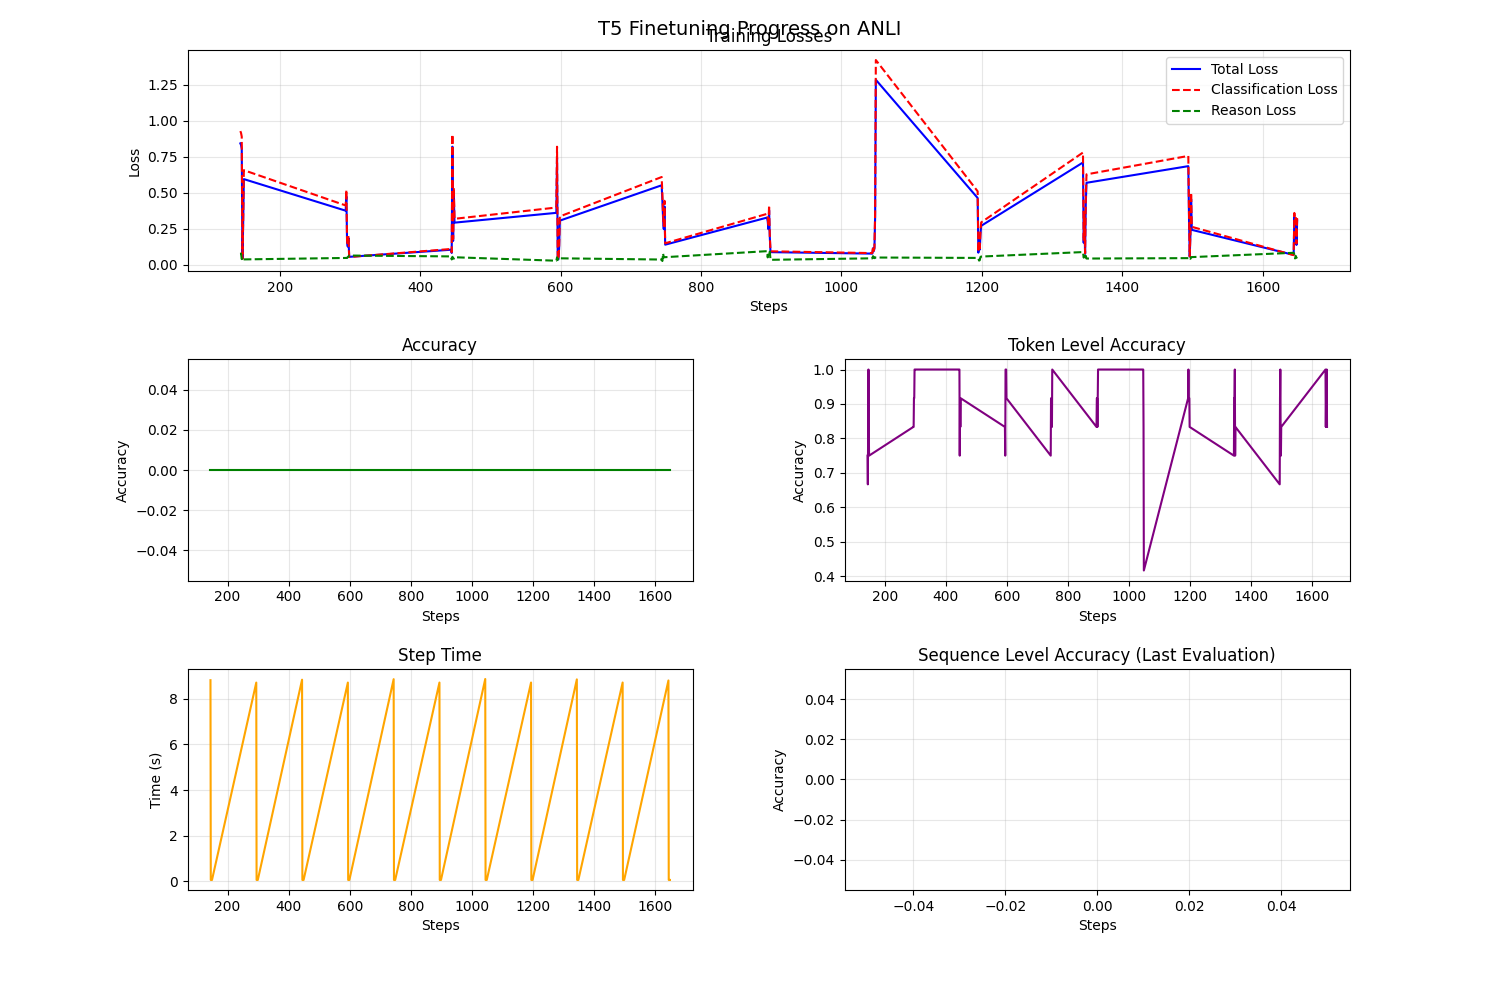 T5 Finetuning Progress on ANLI
Training Losses
Loss
1.25
1.00
0.75
0.50
0.25
0.00
200 400 600 800 1000 1200 1400 1600
Steps
Total Loss
Classification Loss
Reason Loss
Accuracy
Accuracy
0.04
0.02
0.00
−0.02
−0.04
200 400 600 800 1000 1200 1400 1600
Steps
Token Level Accuracy
Accuracy
1.0
0.9
0.8
0.7
0.6
0.5
0.4
200 400 600 800 1000 1200 1400 1600
Steps
Step Time
Time (s)
8
6
4
2
0
200 400 600 800 1000 1200 1400 1600
Steps
Sequence Level Accuracy (Last Evaluation)
Accuracy
0.04
0.02
0.00
−0.02
−0.04
−0.04 −0.02 0.00 0.02 0.04
Steps